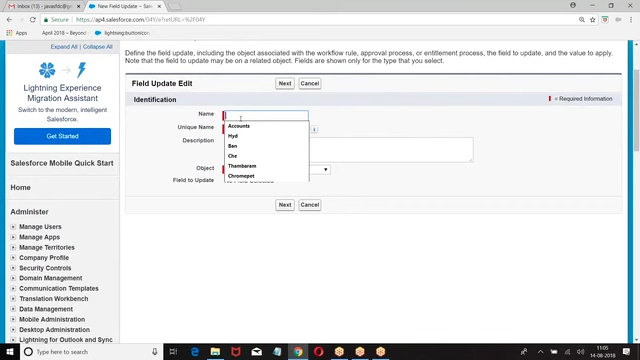 Inbox (13) - javasfdc@g
New Field Update ~ Sales
https://ap4.salesforce.com/04Y/e?retURL=%2F04Y
Apps
April 2018 – Beyond
lightning:buttonIcon
Expand All | Collapse All
Lightning Experience
Migration Assistant
Switch to the modern, intelligent
Salesforce.
Get Started
Salesforce Mobile Quick Start
Home
Administer
Manage Users
Manage Apps
Manage Territories
Company Profile
Security Controls
Domain Management
Communication Templates
Translation Workbench
Data Management
Mobile Administration
Desktop Administration
Lightning for Outlook and Sync
Define the field update, including the object associated with the workflow rule, approval process, or entitlement process, the field to update, and the value to apply.
Note that the field to update may be on a related object. Fields are shown only for the type that you select.
Field Update Edit
Next
Cancel
Identification
= Required Information
Name
Unique Name
Description
Object
Field to Update
Accounts
Hyd
Ban
Che
Thambaram
Chromepet
Next
Cancel
Type here to search
11:05
14-08-2018